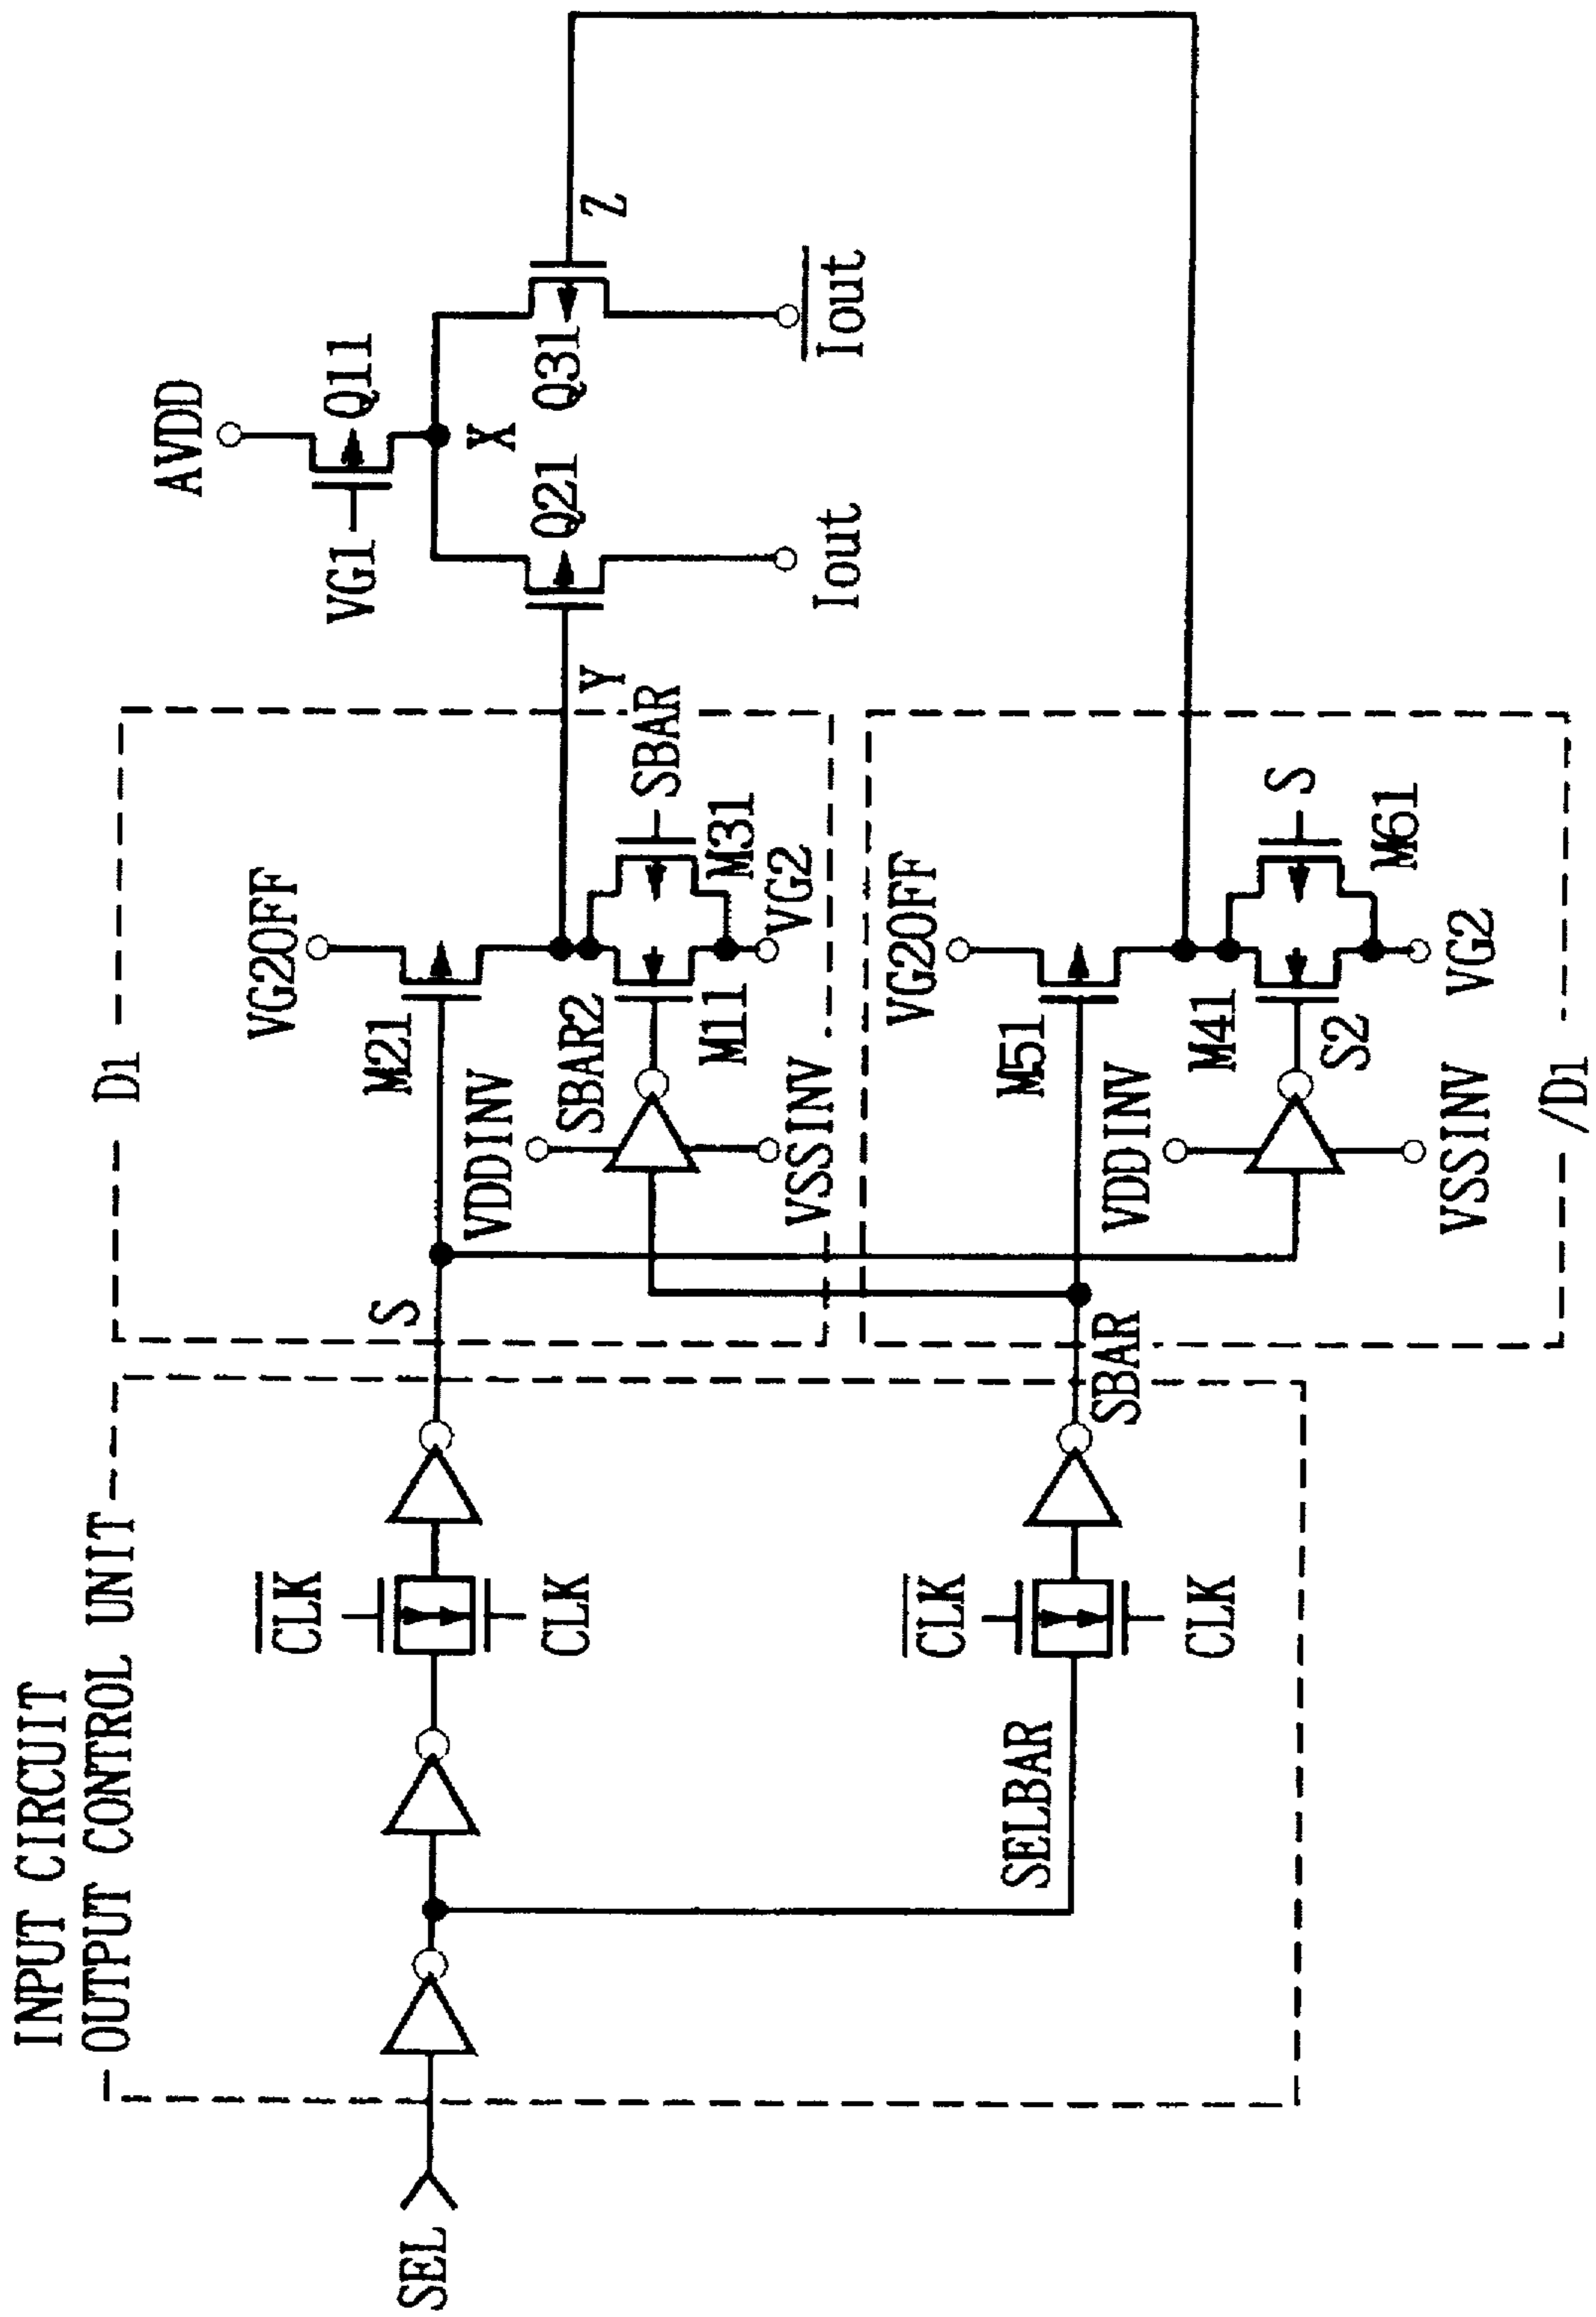 INPUT CIRCUIT
OUTPUT CONTROL UNIT
SEL
SELBAR
CLK
CLK
CLK
CLK
S
SBAR
D1
VG2OFF
M21
VDDINV
SBAR2
VSSINV
M11
M31
SBAR
VG2
Y
/D1
VG2OFF
M51
VDDINV
M41
S2
VSSINV
M61
S
VG2
AVDD
VG1
Q11
X
Q21
Q31
Z
Iout
Iout